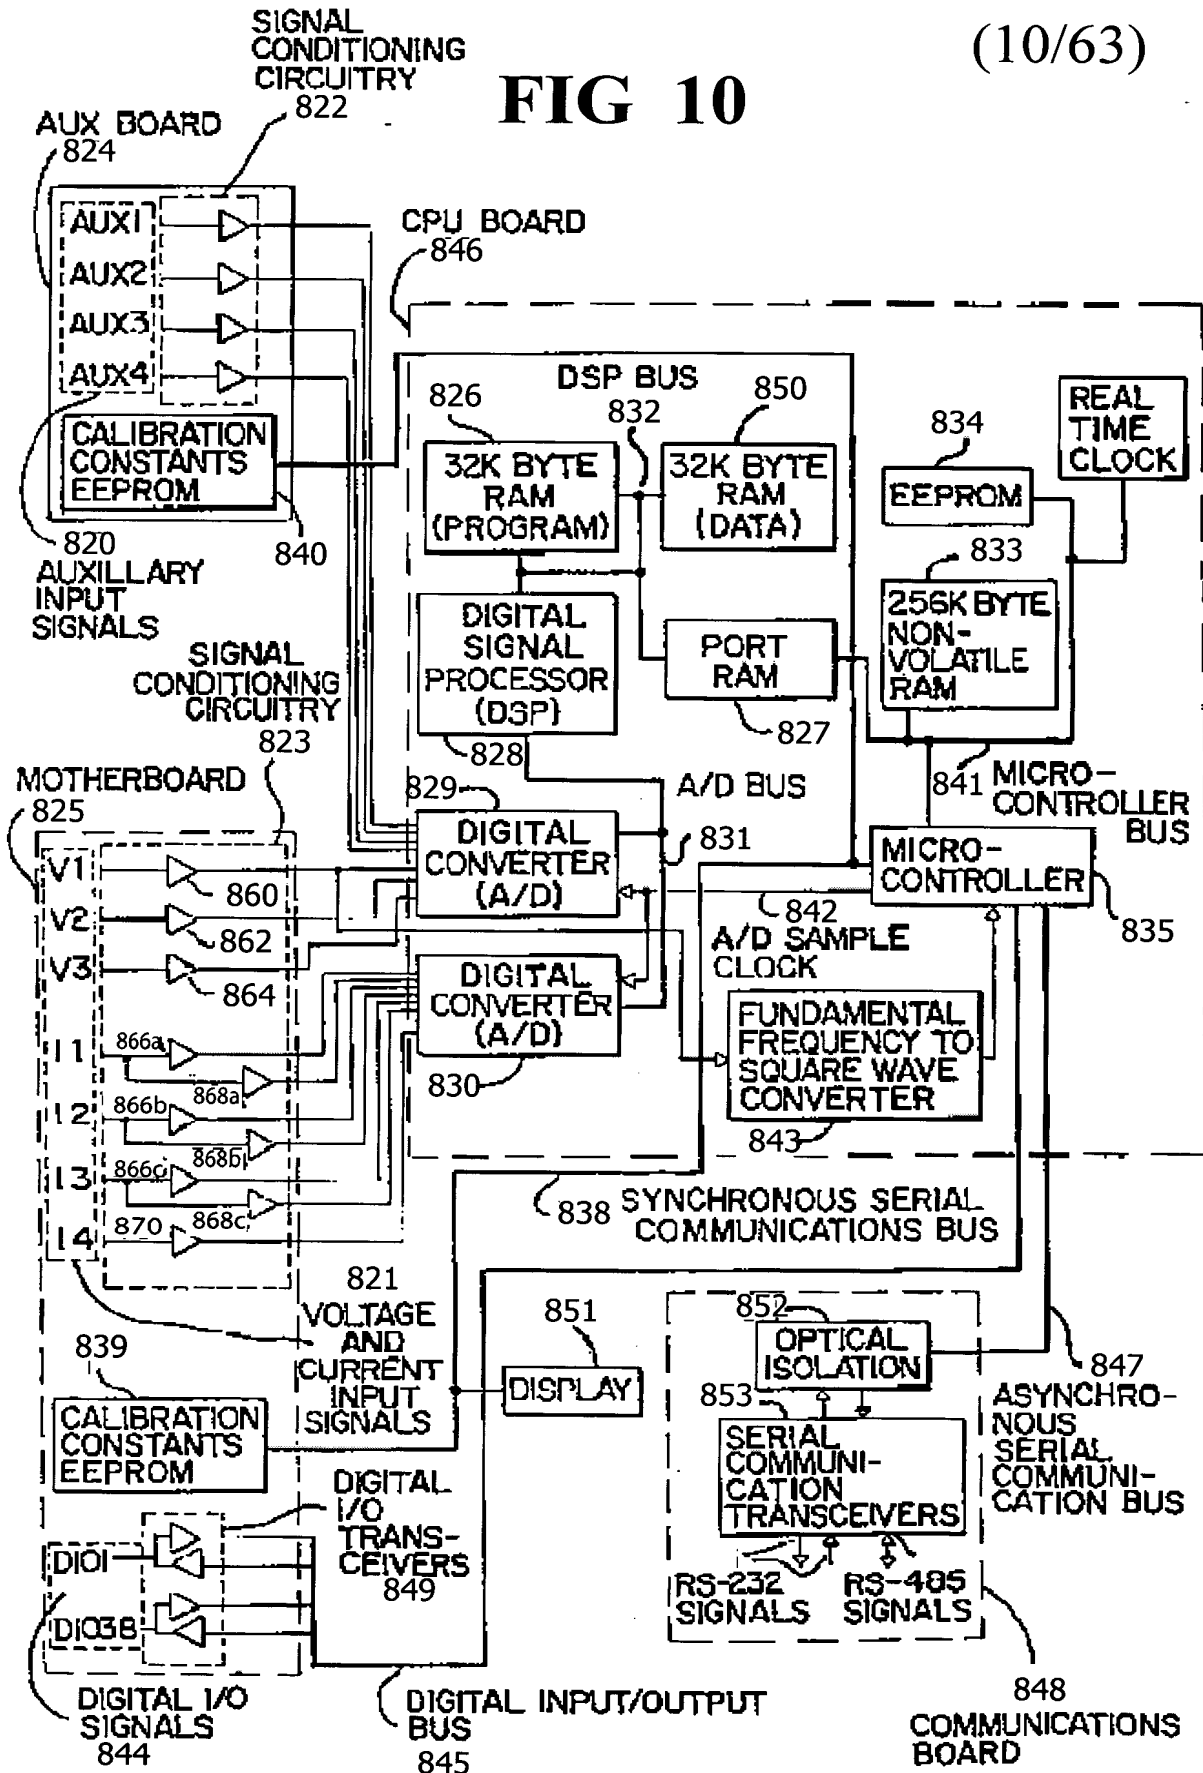 (10/63)
FIG 10
SIGNAL
CONDITIONING
CIRCUITRY
822
AUX BOARD
824
AUX1
AUX2
AUX3
AUX4
CALIBRATION
CONSTANTS
EEPROM
820
AUXILLARY
INPUT
SIGNALS
840
CPU BOARD
846
DSP BUS
826
832
850
32K BYTE
RAM
(PROGRAM)
32K BYTE
RAM
(DATA)
834
EEPROM
REAL
TIME
CLOCK
833
256K BYTE
NON-
VOLATILE
RAM
DIGITAL
SIGNAL
PROCESSOR
(DSP)
828
PORT
RAM
827
841
MICRO-
CONTROLLER
BUS
A/D BUS
831
SIGNAL
CONDITIONING
CIRCUITRY
823
MOTHERBOARD
825
829
DIGITAL
CONVERTER
(A/D)
MICRO-
CONTROLLER
835
842
A/D SAMPLE
CLOCK
V1
860
V2
862
V3
864
DIGITAL
CONVERTER
(A/D)
830
FUNDAMENTAL
FREQUENCY TO
SQUARE WAVE
CONVERTER
843
I1
866a
868a
I2
866b
868b
I3
866c
868c
I4
870
838
SYNCHRONOUS SERIAL
COMMUNICATIONS BUS
821
VOLTAGE
AND
CURRENT
INPUT
SIGNALS
839
CALIBRATION
CONSTANTS
EEPROM
851
DISPLAY
852
OPTICAL
ISOLATION
853
SERIAL
COMMUNI-
CATION
TRANSCEIVERS
RS-232
SIGNALS
RS-485
SIGNALS
847
ASYNCHRO-
NOUS
SERIAL
COMMUNI-
CATION BUS
848
COMMUNICATIONS
BOARD
DIGITAL
I/O
TRANS-
CEIVERS
849
DIO1
DIO38
DIGITAL I/O
SIGNALS
844
DIGITAL INPUT/OUTPUT
BUS
845